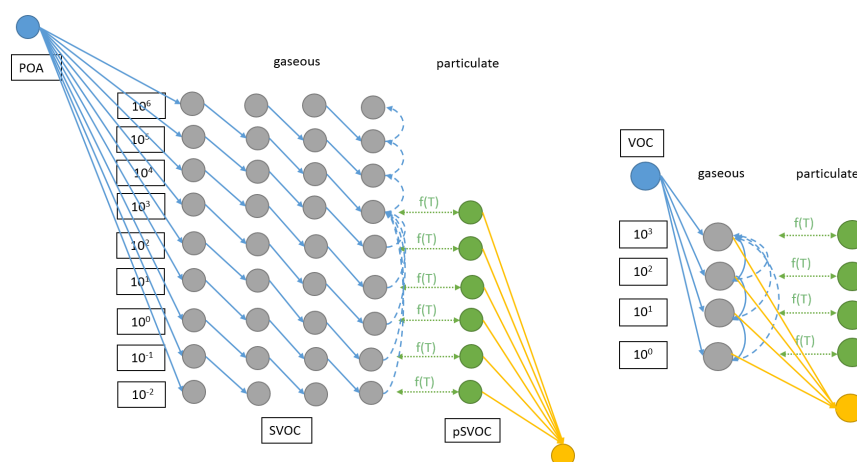 POA
gaseous
particulate
10⁶
10⁵
10⁴
10³
10²
10¹
10⁰
10⁻¹
10⁻²
f(T)
f(T)
f(T)
f(T)
f(T)
f(T)
SVOC
pSVOC
VOC
gaseous
particulate
10³
10²
10¹
10⁰
f(T)
f(T)
f(T)
f(T)